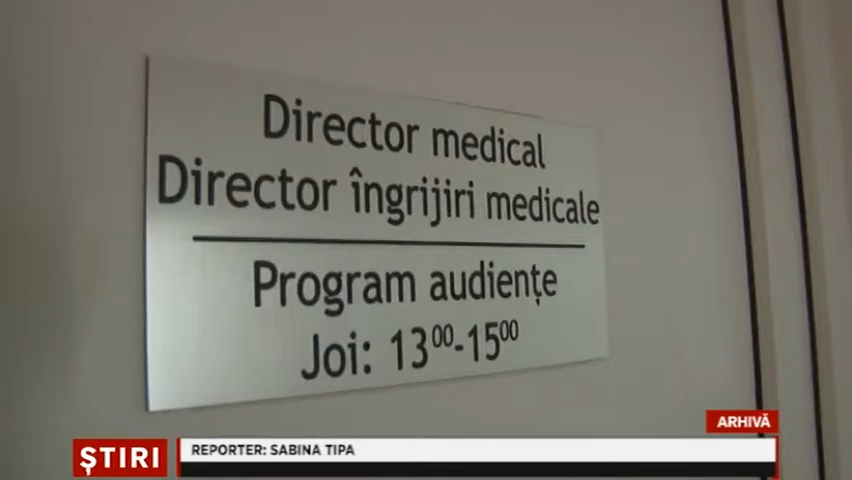 Director medical
Director îngrijiri medicale
Program audiențe
Joi: 13⁰⁰-15⁰⁰
ARHIVĂ
ȘTIRI
REPORTER: SABINA TIPA